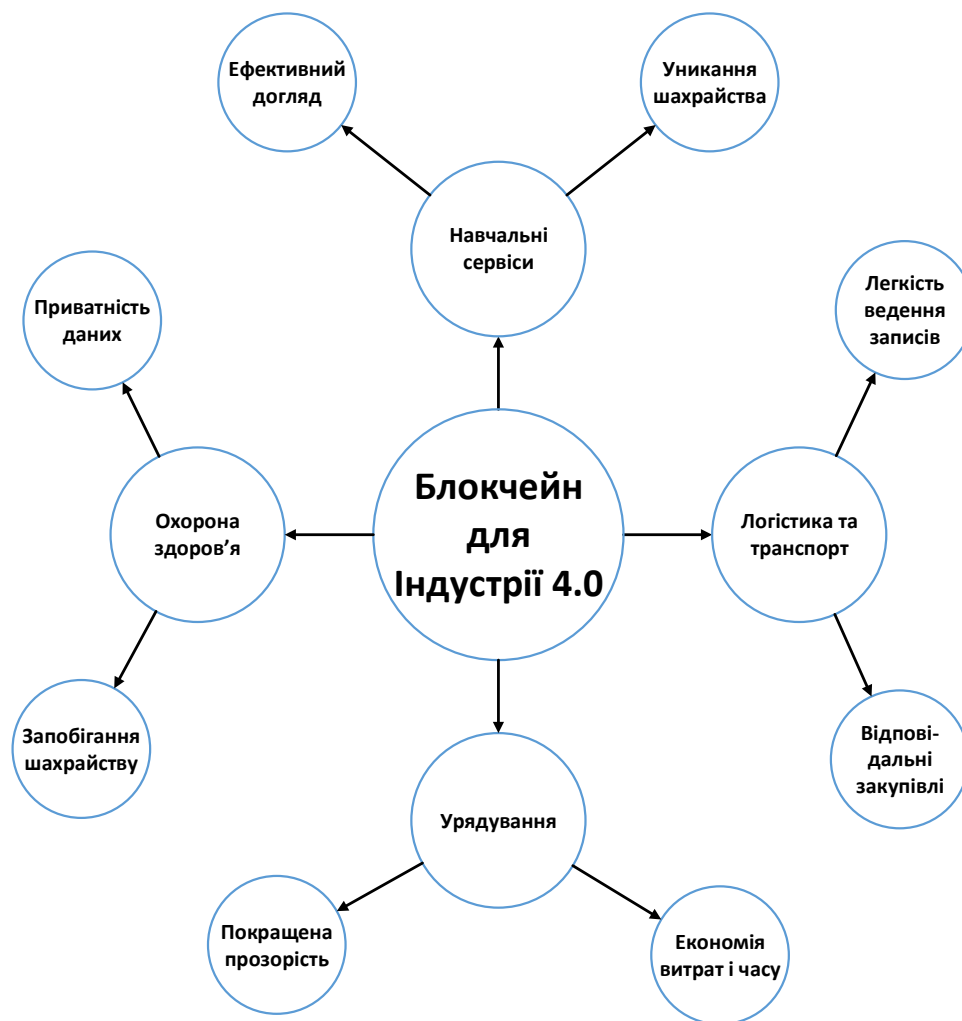 Ефективний
догляд
Уникання
шахрайства
Навчальні
сервіси
Приватність
даних
Легкість
ведення
записів
Охорона
здоров’я
Блокчейн
для
Індустрії 4.0
Логістика та
транспорт
Запобігання
шахрайству
Відпові-
дальні
закупівлі
Урядування
Покращена
прозорість
Економія
витрат і часу